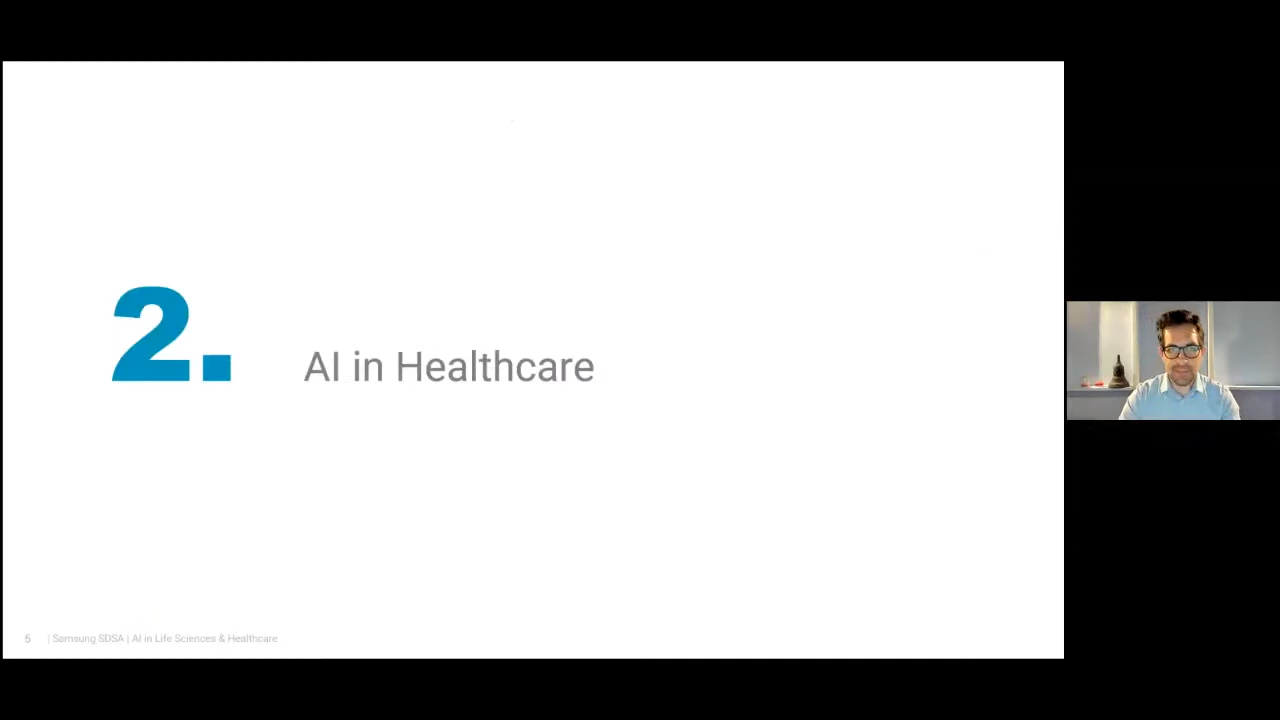 2. AI in Healthcare
5 | Samsung SDSA | AI in Life Sciences & Healthcare